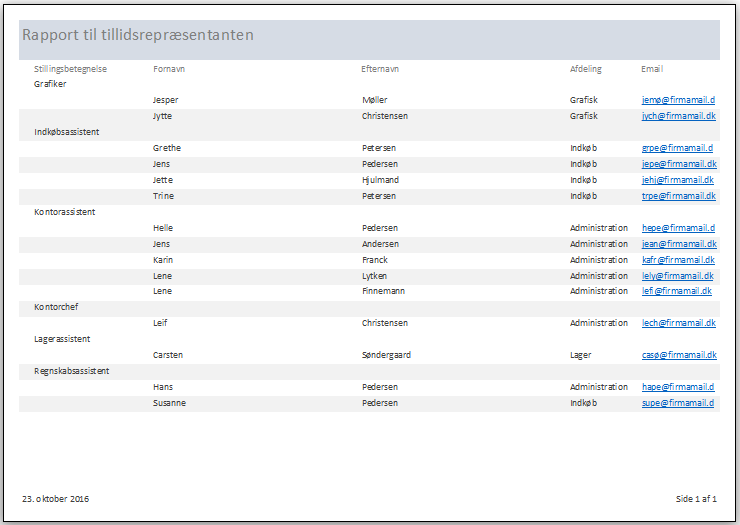 Rapport til tillidsrepræsentanten
Stillingsbetegnelse Fornavn Efternavn Afdeling Email
Grafiker
Jesper Møller Grafisk jemø@firmamail.d
Jytte Christensen Grafisk jych@firmamail.dk
Indkøbsassistent
Grethe Petersen Indkøb grpe@firmamail.d
Jens Pedersen Indkøb jepe@firmamail.dk
Jette Hjulmand Indkøb jehj@firmamail.dk
Trine Petersen Indkøb trpe@firmamail.dk
Kontorassistent
Helle Pedersen Administration hepe@firmamail.d
Jens Andersen Administration jean@firmamail.dk
Karin Franck Administration kafr@firmamail.dk
Lene Lytken Administration lely@firmamail.dk
Lene Finnemann Administration lefi@firmamail.dk
Kontorchef
Leif Christensen Administration lech@firmamail.dk
Lagerassistent
Carsten Søndergaard Lager casø@firmamail.dk
Regnskabsassistent
Hans Pedersen Administration hape@firmamail.d
Susanne Pedersen Indkøb supe@firmamail.d
23. oktober 2016 Side 1 af 1